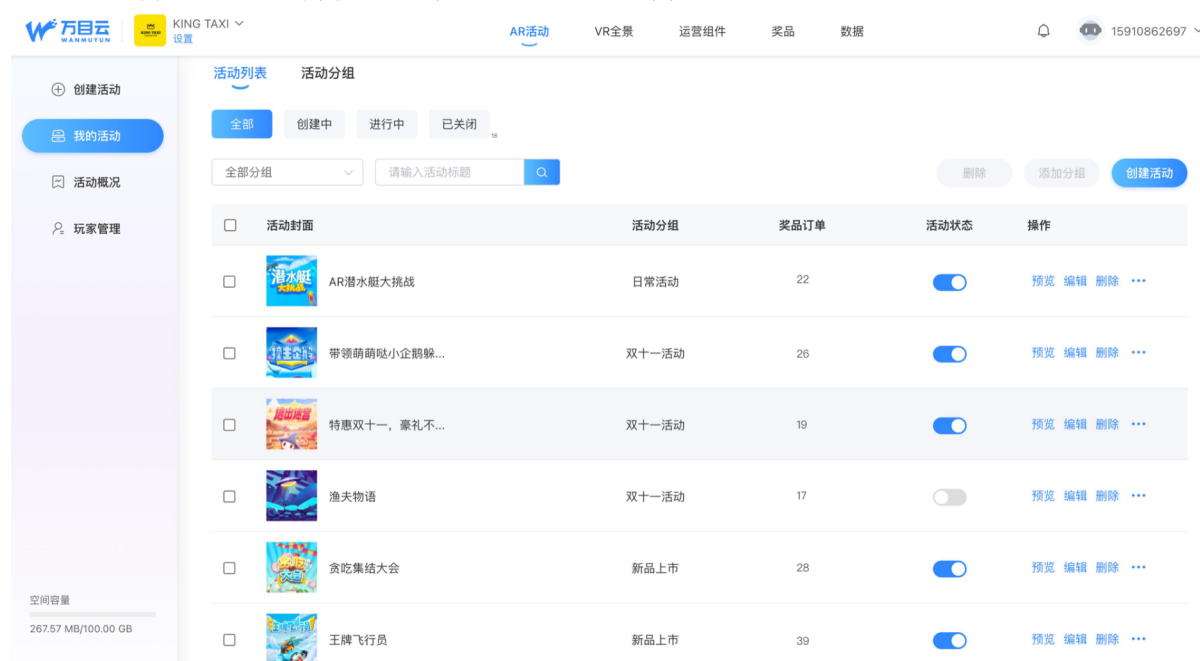 万目云
WANMUYUN
KING TAXI
KING TAXI
设置
AR活动
VR全景
运营组件
奖品
数据
15910862697
创建活动
我的活动
活动概况
玩家管理
空间容量
267.57 MB/100.00 GB
活动列表
活动分组
全部
创建中
进行中
已关闭
18
全部分组
请输入活动标题
删除
添加分组
创建活动
活动封面
活动分组
奖品订单
活动状态
操作
潜水艇
大挑战
AR潜水艇大挑战
日常活动
22
预览 编辑 删除
带领萌萌哒小企鹅躲...
双十一活动
26
预览 编辑 删除
特惠双十一，豪礼不...
双十一活动
19
预览 编辑 删除
渔夫物语
双十一活动
17
预览 编辑 删除
贪吃集结大会
新品上市
28
预览 编辑 删除
王牌飞行员
王牌飞行员
新品上市
39
预览 编辑 删除